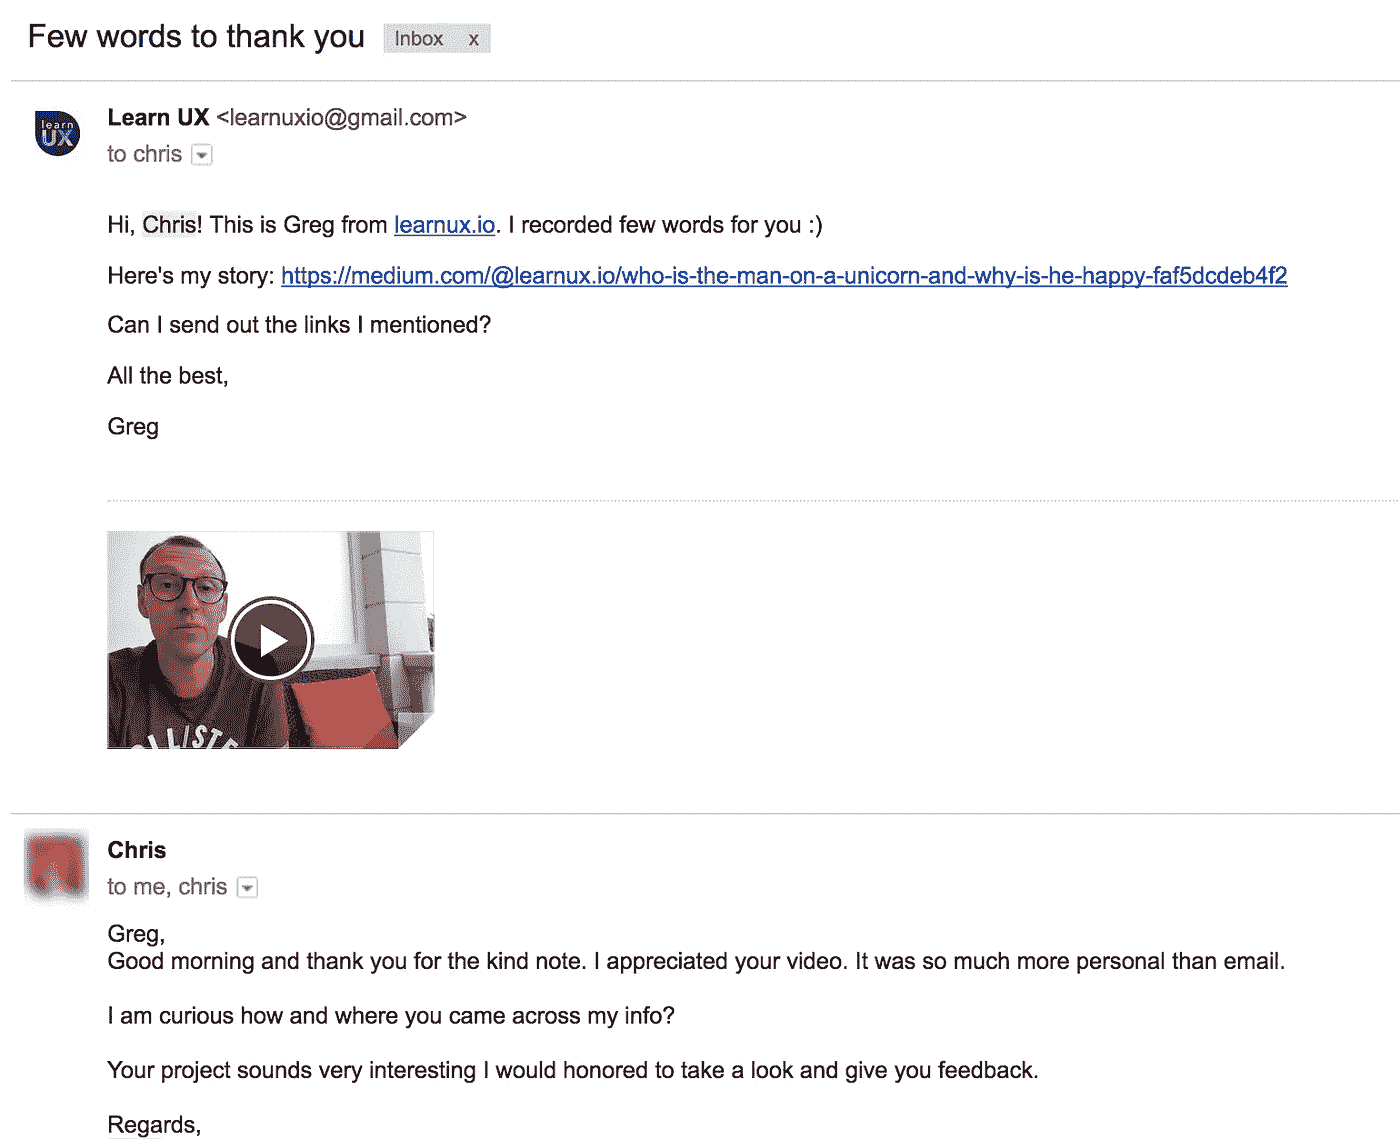 Few words to thank you Inbox x
learn
UX
Learn UX <learnuxio@gmail.com>
to chris
Hi, Chris! This is Greg from learnux.io. I recorded few words for you :)
Here's my story: https://medium.com/@learnux.io/who-is-the-man-on-a-unicorn-and-why-is-he-happy-faf5dcdeb4f2
Can I send out the links I mentioned?
All the best,
Greg
Chris
to me, chris
Greg,
Good morning and thank you for the kind note. I appreciated your video. It was so much more personal than email.
I am curious how and where you came across my info?
Your project sounds very interesting I would honored to take a look and give you feedback.
Regards,